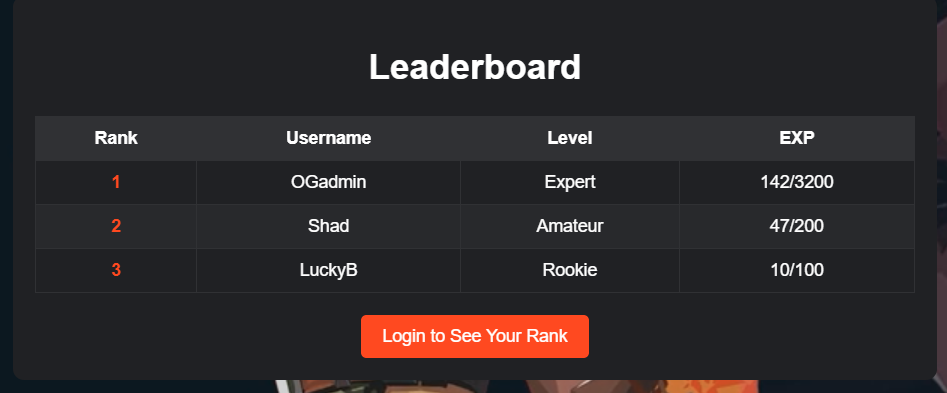 Leaderboard
Rank Username Level EXP
1 OGadmin Expert 142/3200
2 Shad Amateur 47/200
3 LuckyB Rookie 10/100
Login to See Your Rank